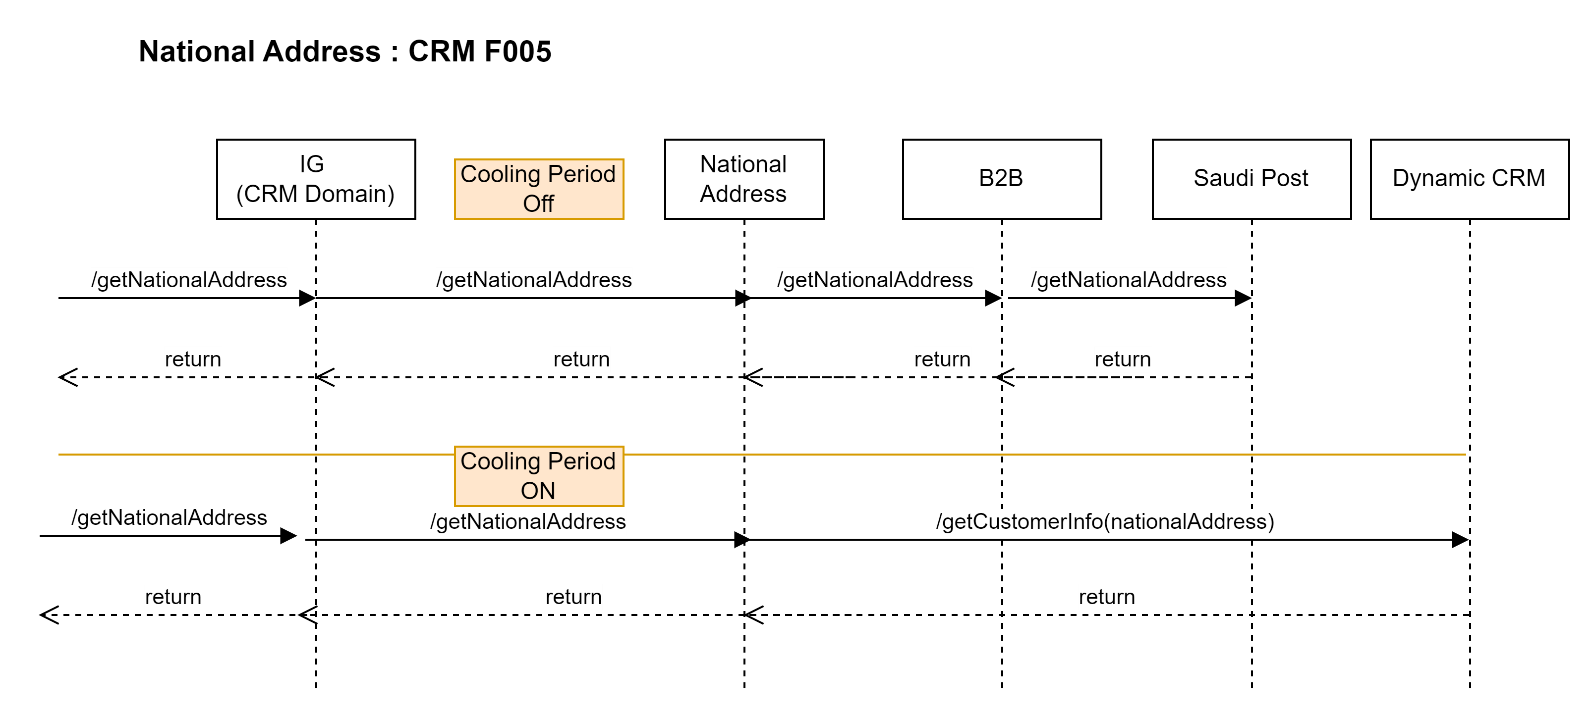 National Address : CRM F005
IG
(CRM Domain)
Cooling Period
Off
National
Address
B2B
Saudi Post
Dynamic CRM
/getNationalAddress
/getNationalAddress
/getNationalAddress
/getNationalAddress
return
return
return
return
Cooling Period
ON
/getNationalAddress
/getNationalAddress
/getCustomerInfo(nationalAddress)
return
return
return